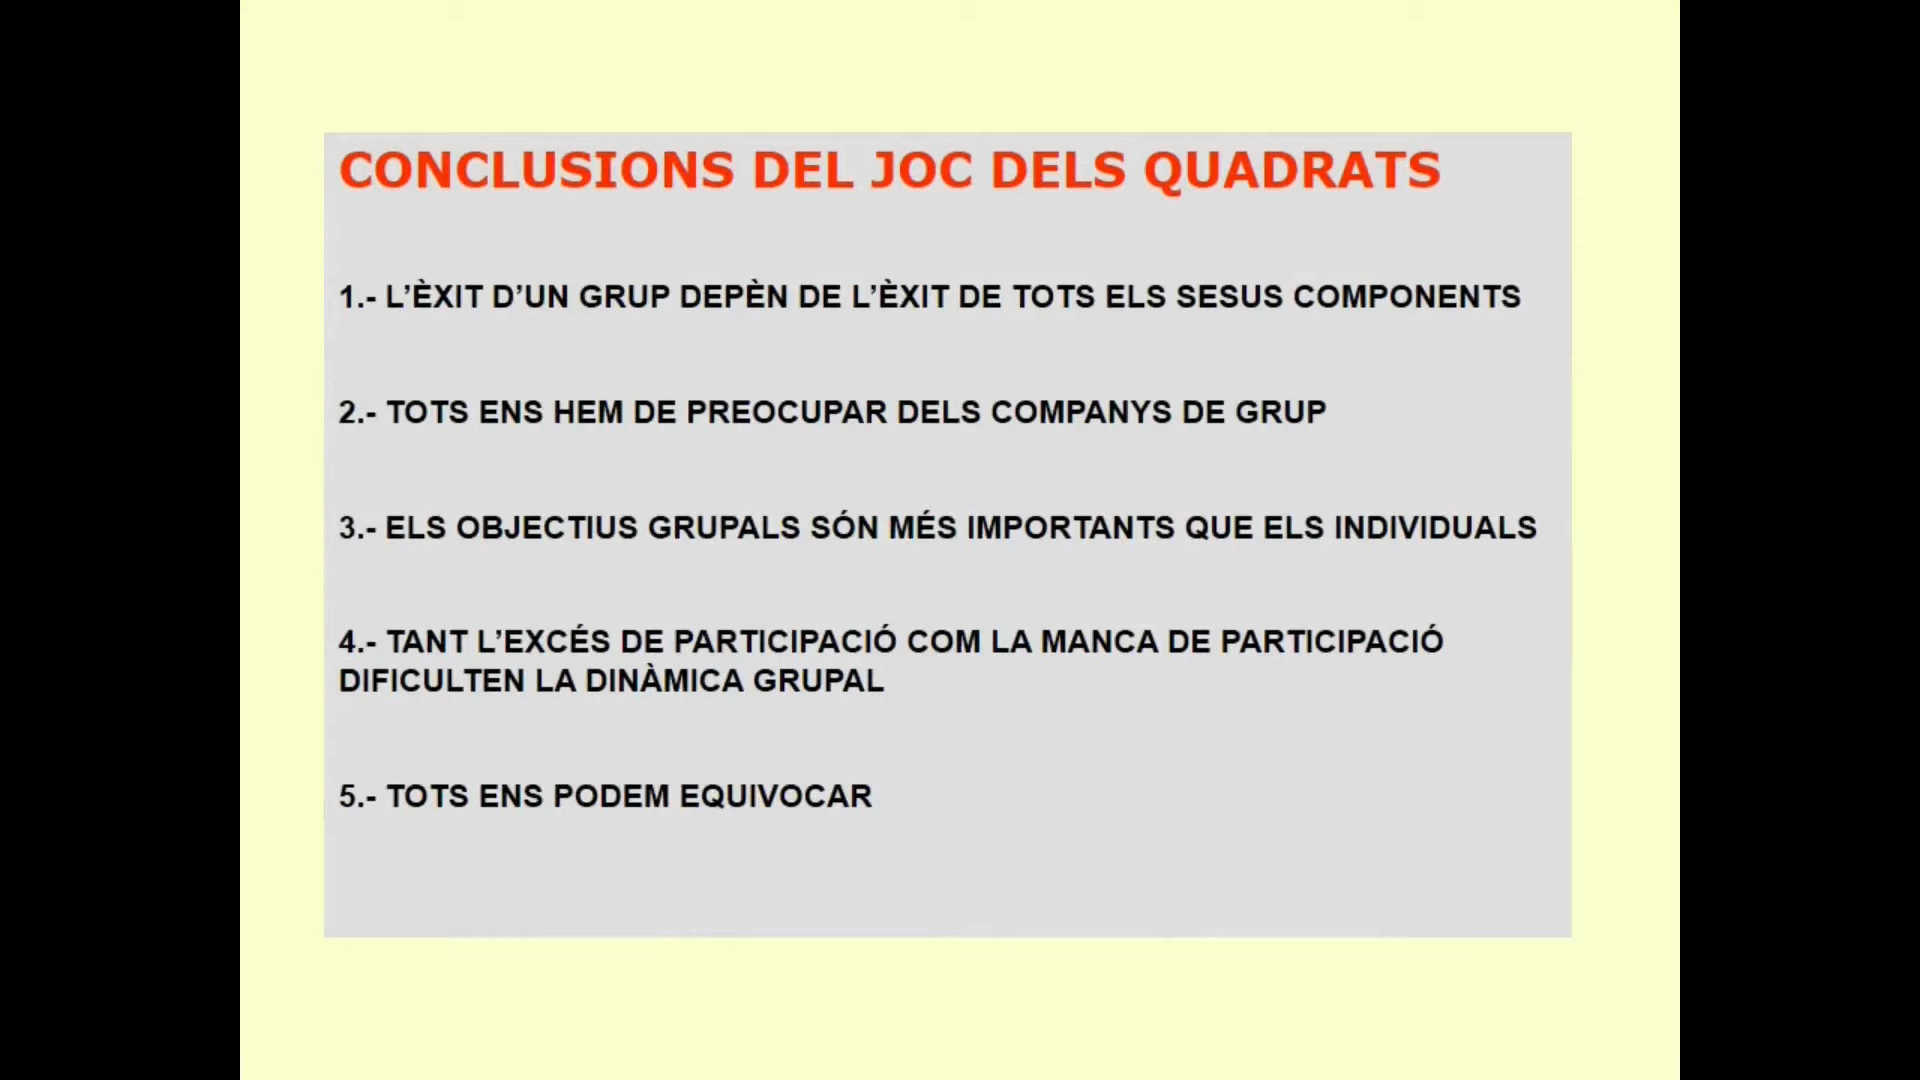 CONCLUSIONS DEL JOC DELS QUADRATS
1.- L’ÈXIT D’UN GRUP DEPÈN DE L’ÈXIT DE TOTS ELS SESUS COMPONENTS
2.- TOTS ENS HEM DE PREOCUPAR DELS COMPANYS DE GRUP
3.- ELS OBJECTIUS GRUPALS SÓN MÉS IMPORTANTS QUE ELS INDIVIDUALS
4.- TANT L’EXCÉS DE PARTICIPACIÓ COM LA MANCA DE PARTICIPACIÓ
DIFICULTEN LA DINÀMICA GRUPAL
5.- TOTS ENS PODEM EQUIVOCAR